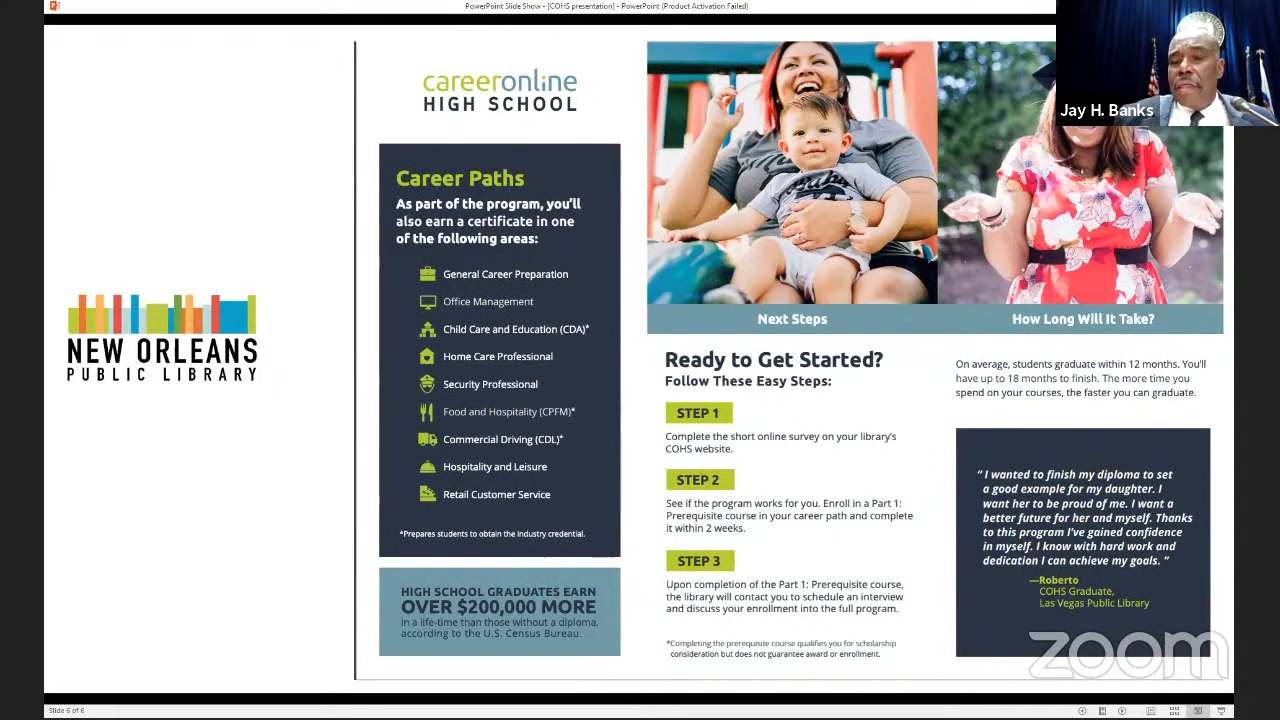 PowerPoint Slide Show - [COHS presentation] - PowerPoint (Product Activation Failed)
Jay H. Banks
NEW ORLEANS
PUBLIC LIBRARY
careeronline
HIGH SCHOOL
Career Paths
As part of the program, you'll
also earn a certificate in one
of the following areas:
General Career Preparation
Office Management
Child Care and Education (CDA)*
Home Care Professional
Security Professional
Food and Hospitality (CPFM)*
Commercial Driving (CDL)*
Hospitality and Leisure
Retail Customer Service
*Prepares students to obtain the industry credential.
HIGH SCHOOL GRADUATES EARN
OVER $200,000 MORE
in a life-time than those without a diploma,
according to the U.S. Census Bureau.
Next Steps
Ready to Get Started?
Follow These Easy Steps:
STEP 1
Complete the short online survey on your library's
COHS website.
STEP 2
See if the program works for you. Enroll in a Part 1:
Prerequisite course in your career path and complete
it within 2 weeks.
STEP 3
Upon completion of the Part 1: Prerequisite course,
the library will contact you to schedule an interview
and discuss your enrollment into the full program.
*Completing the prerequisite course qualifies you for scholarship
consideration but does not guarantee award or enrollment.
How Long Will It Take?
On average, students graduate within 12 months. You'll
have up to 18 months to finish. The more time you
spend on your courses, the faster you can graduate.
" I wanted to finish my diploma to set
a good example for my daughter. I
want her to be proud of me. I want a
better future for her and myself. Thanks
to this program I've gained confidence
in myself. I know with hard work and
dedication I can achieve my goals. "
—Roberto
COHS Graduate,
Las Vegas Public Library
zoom
Slide 6 of 6